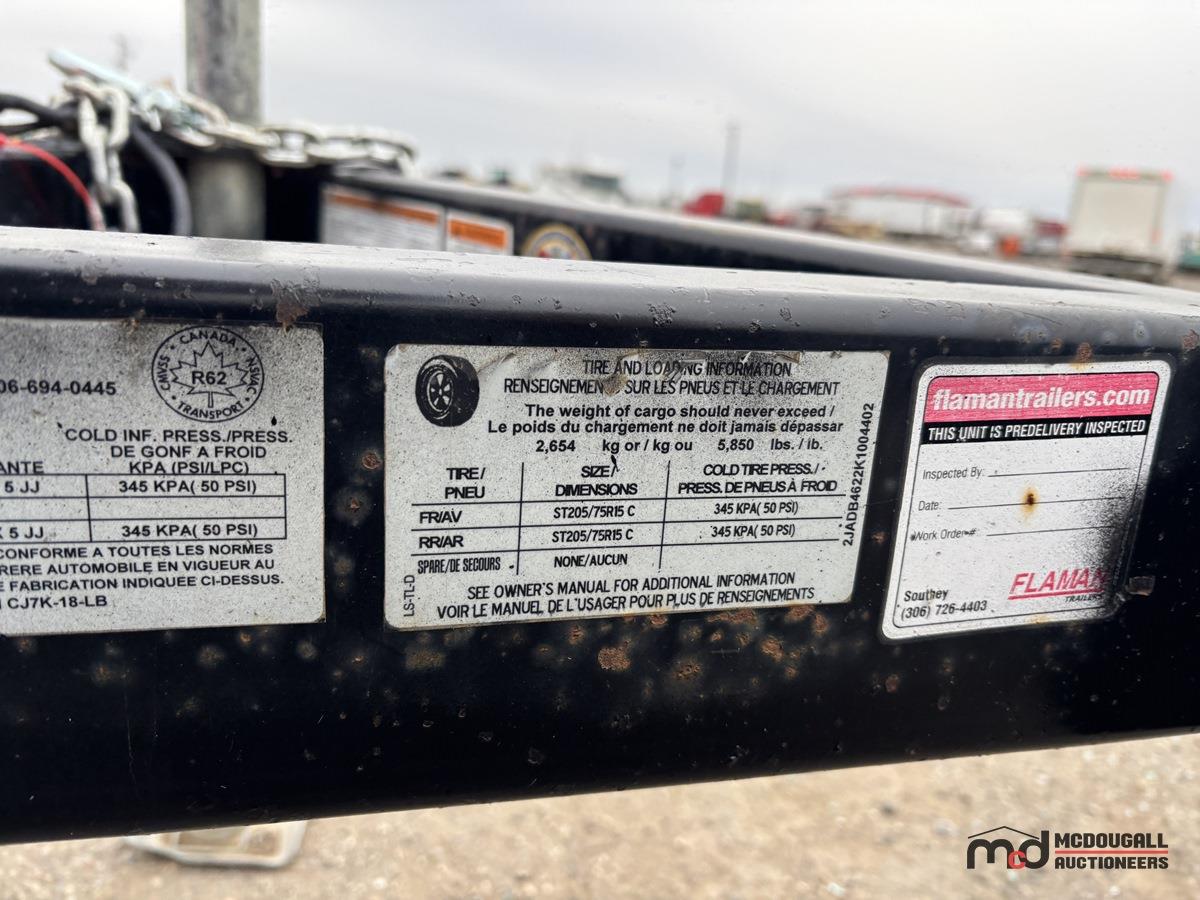 06-694-0445
CANADA
R62
TRANSPORT
NSVAC
CMVSS
COLD INF. PRESS./PRESS.
DE GONF A FROID
ANTE KPA (PSI/LPC)
5 JJ 345 KPA( 50 PSI)
X 5 JJ 345 KPA( 50 PSI)
CONFORME A TOUTES LES NORMES
RERE AUTOMOBILE EN VIGUEUR AU
E FABRICATION INDIQUÉE CI-DESSUS.
CJ7K-18-LB
TIRE AND LOADING INFORMATION
RENSEIGNEMENTS SUR LES PNEUS ET LE CHARGEMENT
The weight of cargo should never exceed /
Le poids du chargement ne doit jamais dépassar
2,654 kg or / kg ou 5,850 lbs. / lb.
TIRE / SIZE / COLD TIRE PRESS./
PNEU DIMENSIONS PRESS. DE PNEUS À FROID
FR/AV ST205/75R15 C 345 KPA( 50 PSI)
RR/AR ST205/75R15 C 345 KPA( 50 PSI)
SPARE/DE SECOURS NONE/AUCUN
SEE OWNER'S MANUAL FOR ADDITIONAL INFORMATION
VOIR LE MANUEL DE L'USAGER POUR PLUS DE RENSEIGNEMENTS
LS-TL-D
2JADB4622K1004402
flamantrailers.com
THIS UNIT IS PREDELIVERY INSPECTED
Inspected By:
Date:
Work Order #
Southey
(306) 726-4403
FLAMAN
TRAILERS
mcd MCDOUGALL
AUCTIONEERS